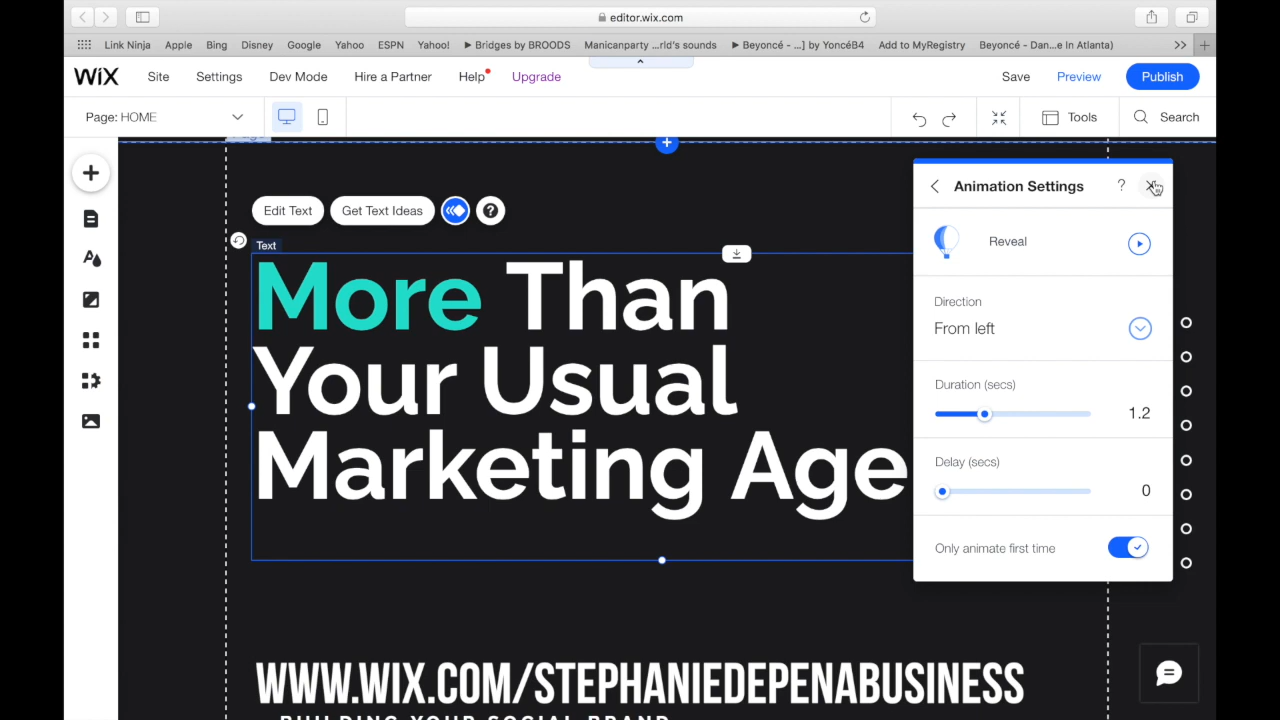 editor.wix.com
Link Ninja Apple Bing Disney Google Yahoo ESPN Yahoo! ▶ Bridges by BROODS Manicanparty ...rld's sounds ▶ Beyoncé - ...] by YoncéB4 Add to MyRegistry Beyoncé - Dan...e In Atlanta) >>
WiX Site Settings Dev Mode Hire a Partner Help Upgrade Save Preview Publish
Page: HOME Tools Search
Animation Settings ?
Edit Text Get Text Ideas ?
Text
Reveal
More Than
Your Usual
Marketing Age
Direction
From left
Duration (secs)
1.2
Delay (secs)
0
Only animate first time
WWW.WIX.COM/STEPHANIEDEPENABUSINESS
BUILDING YOUR SOCIAL BRAND